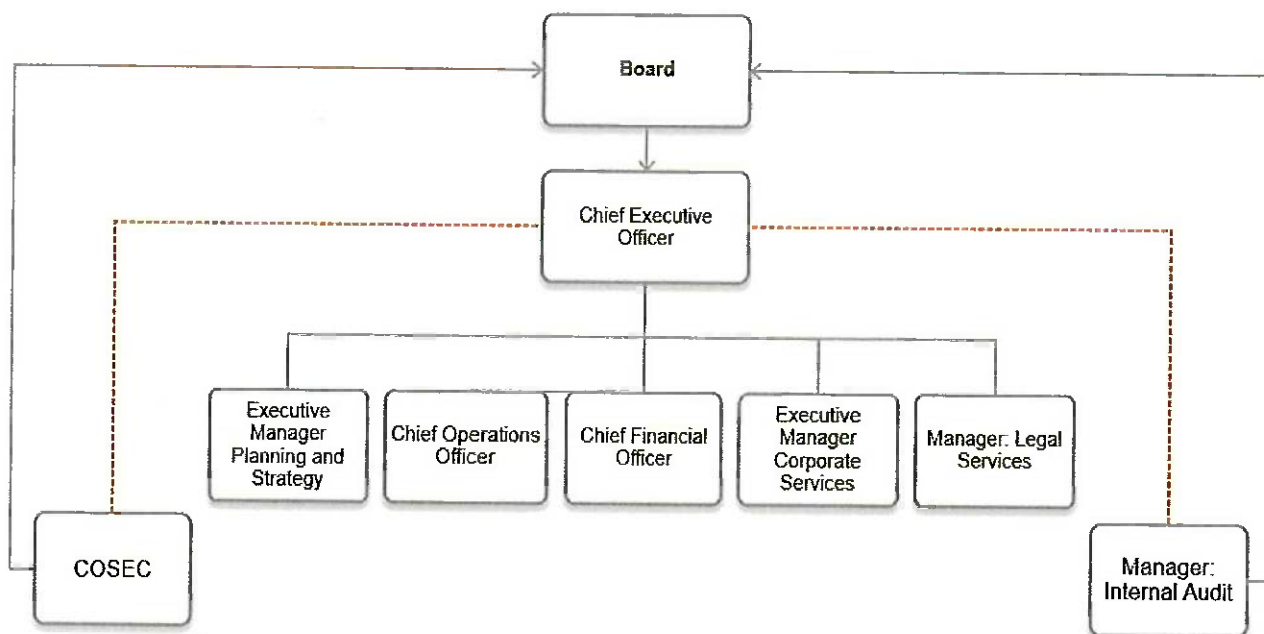 Board
Chief Executive
Officer
Executive
Manager
Planning and
Strategy
Chief Operations
Officer
Chief Financial
Officer
Executive
Manager
Corporate
Services
Manager: Legal
Services
COSEC
Manager:
Internal Audit